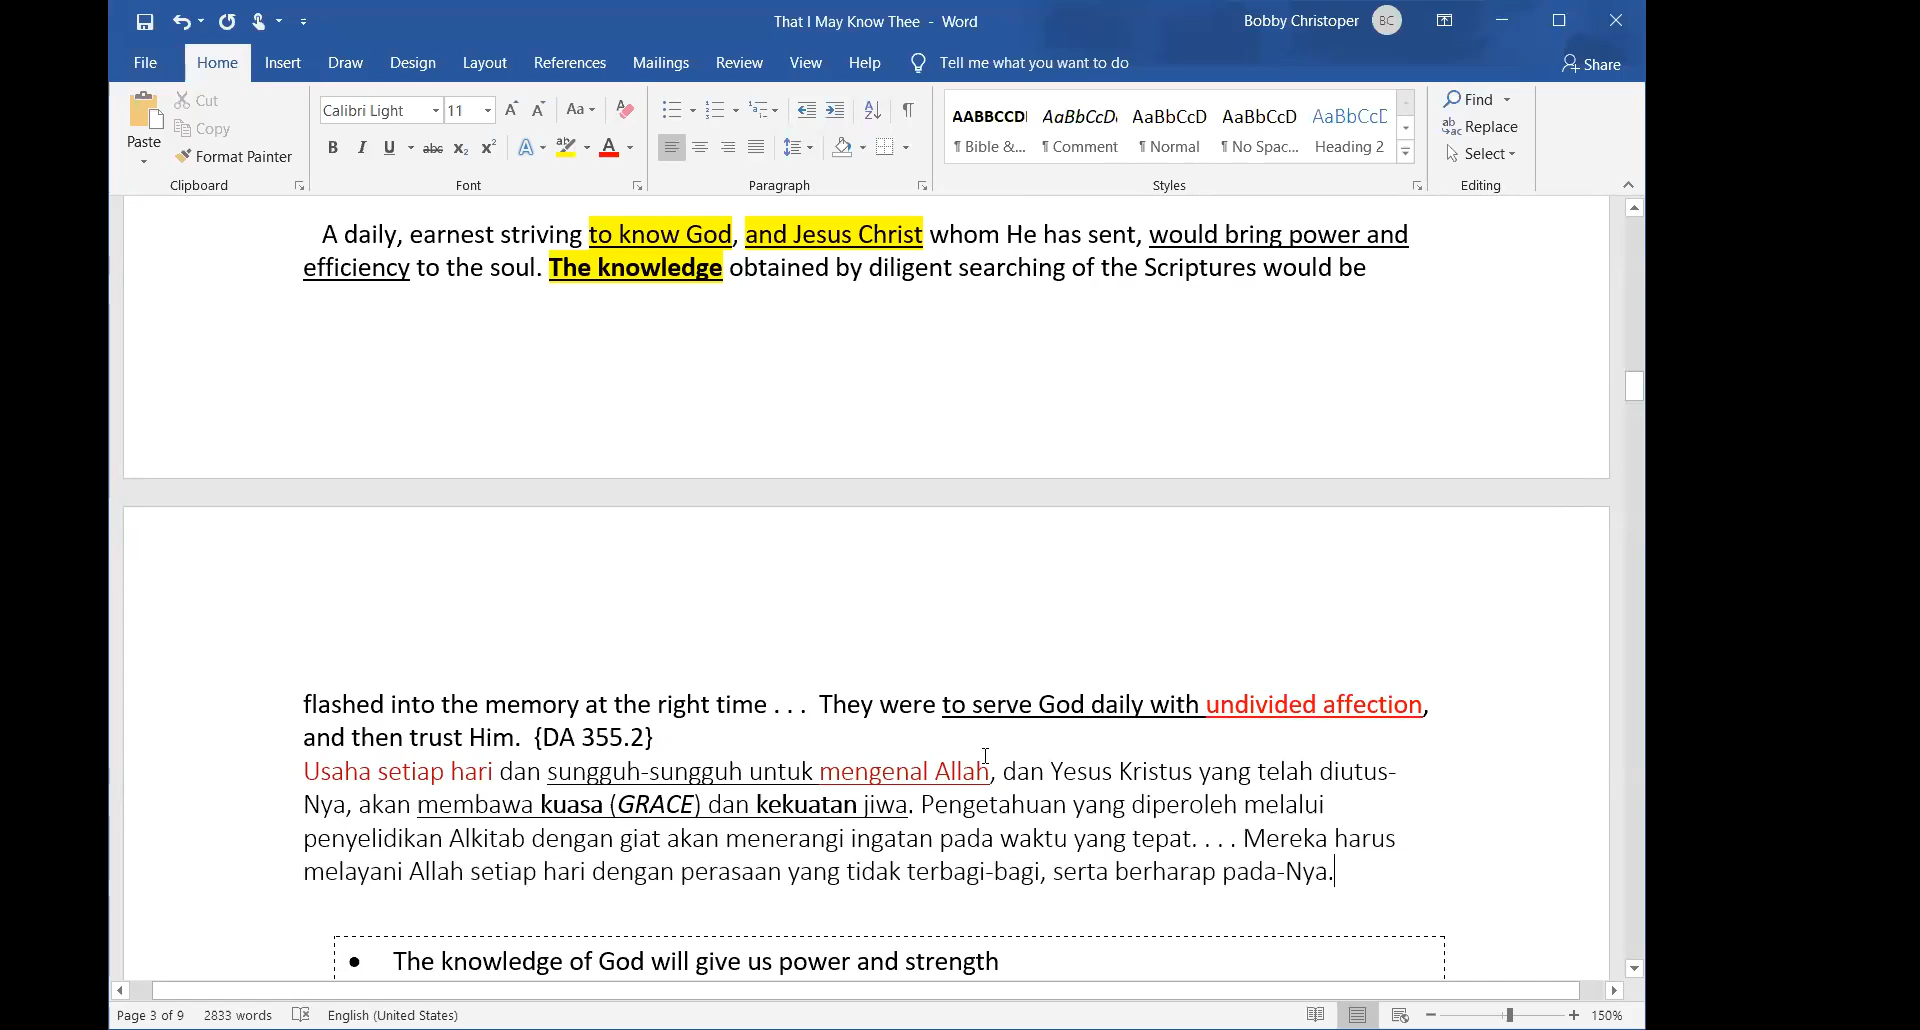 That I May Know Thee - Word
Bobby Christoper BC
File Home Insert Draw Design Layout References Mailings Review View Help Tell me what you want to do Share
Paste
Cut
Copy
Format Painter
Clipboard
Calibri Light 11
Font
Paragraph
AABBCCDI AaBbCcDı AaBbCcD AaBbCcD AaBbCcC
¶ Bible &... ¶ Comment ¶ Normal ¶ No Spac... Heading 2
Styles
Find
Replace
Select
Editing
A daily, earnest striving to know God, and Jesus Christ whom He has sent, would bring power and
efficiency to the soul. The knowledge obtained by diligent searching of the Scriptures would be
flashed into the memory at the right time . . . They were to serve God daily with undivided affection,
and then trust Him. {DA 355.2}
Usaha setiap hari dan sungguh-sungguh untuk mengenal Allah, dan Yesus Kristus yang telah diutus-
Nya, akan membawa kuasa (GRACE) dan kekuatan jiwa. Pengetahuan yang diperoleh melalui
penyelidikan Alkitab dengan giat akan menerangi ingatan pada waktu yang tepat. . . . Mereka harus
melayani Allah setiap hari dengan perasaan yang tidak terbagi-bagi, serta berharap pada-Nya.
• The knowledge of God will give us power and strength
Page 3 of 9 2833 words English (United States) 150%